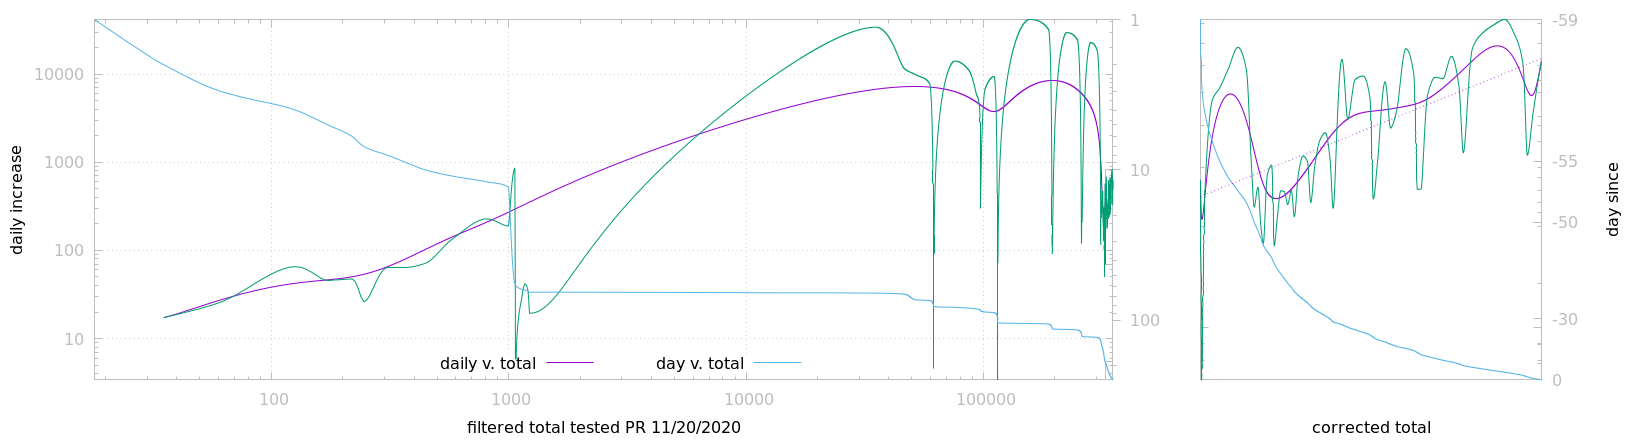 10000
1000
100
10
daily increase
1
10
100
daily v. total
day v. total
100
1000
10000
100000
filtered total tested PR 11/20/2020
-59
-55
-50
-30
0
day since
corrected total